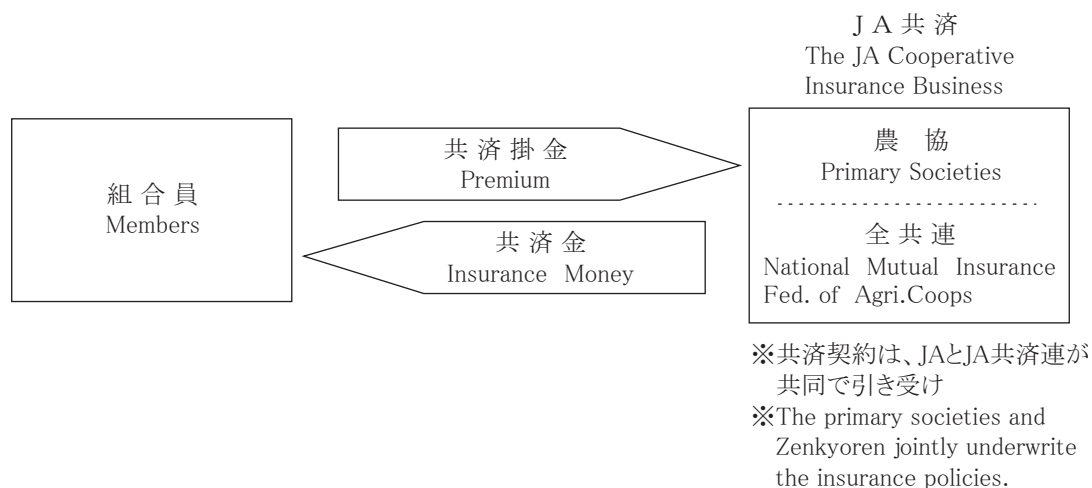 JA共済
The JA Cooperative
Insurance Business
組合員
Members
共済掛金
Premium
共済金
Insurance Money
農協
Primary Societies
全共連
National Mutual Insurance
Fed. of Agri.Coops
※共済契約は、JAとJA共済連が
共同で引き受け
※The primary societies and
Zenkyoren jointly underwrite
the insurance policies.